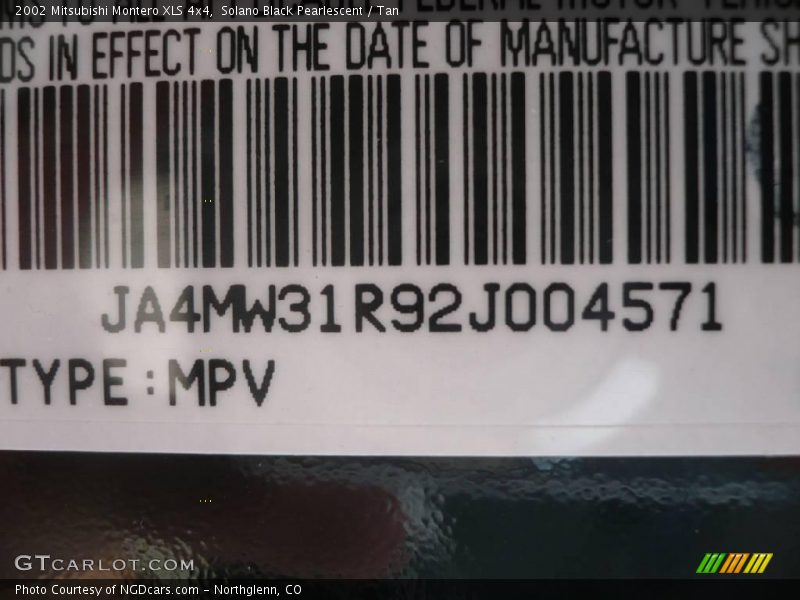 2002 Mitsubishi Montero XLS 4x4, Solano Black Pearlescent / Tan
DS IN EFFECT ON THE DATE OF MANUFACTURE SH
JA4MW31R92J004571
TYPE:MPV
GTCARLOT.COM
Photo Courtesy of NGDcars.com - Northglenn, CO